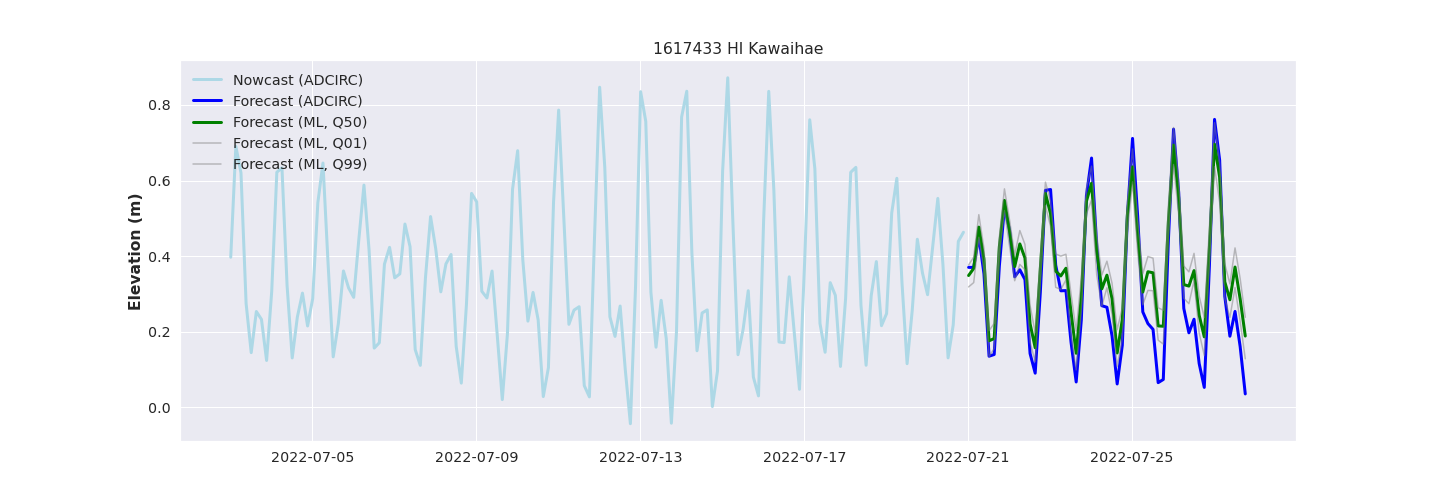 1617433 HI Kawaihae
Nowcast (ADCIRC)
Forecast (ADCIRC)
Forecast (ML, Q50)
Forecast (ML, Q01)
Forecast (ML, Q99)
Elevation (m)
0.8
0.6
0.4
0.2
0.0
2022-07-05
2022-07-09
2022-07-13
2022-07-17
2022-07-21
2022-07-25